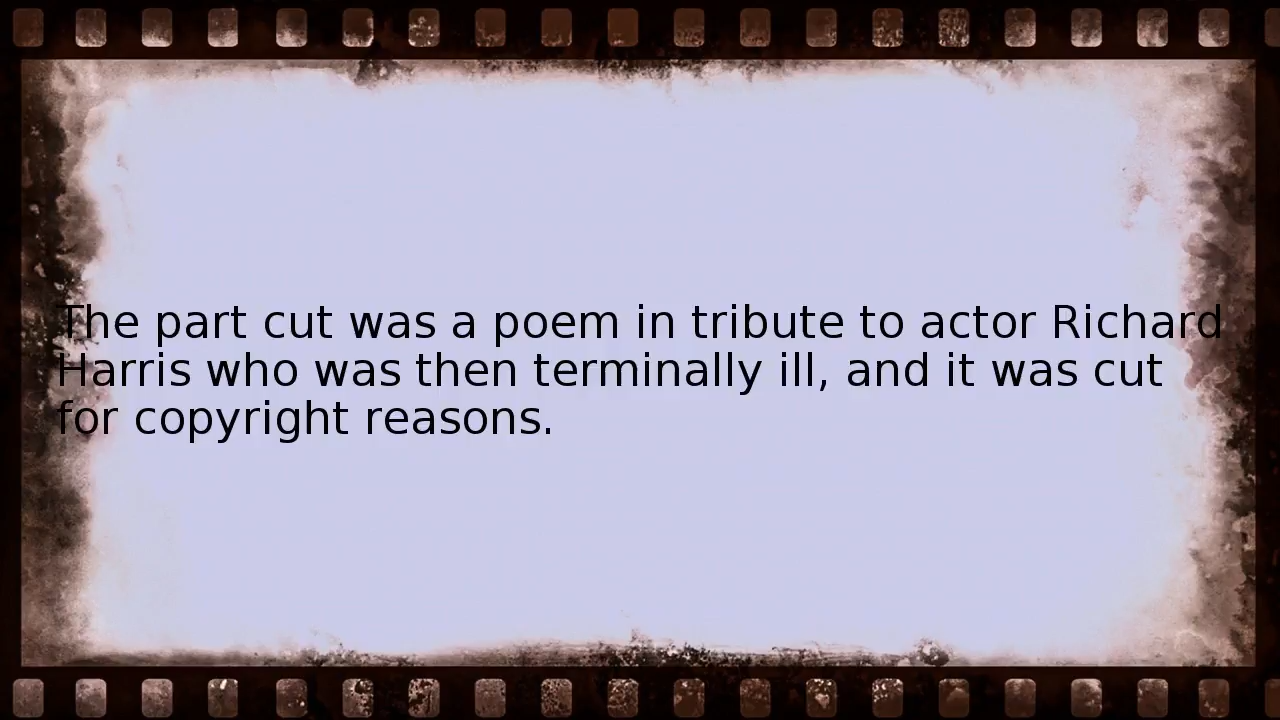 The part cut was a poem in tribute to actor Richard
Harris who was then terminally ill, and it was cut
for copyright reasons.